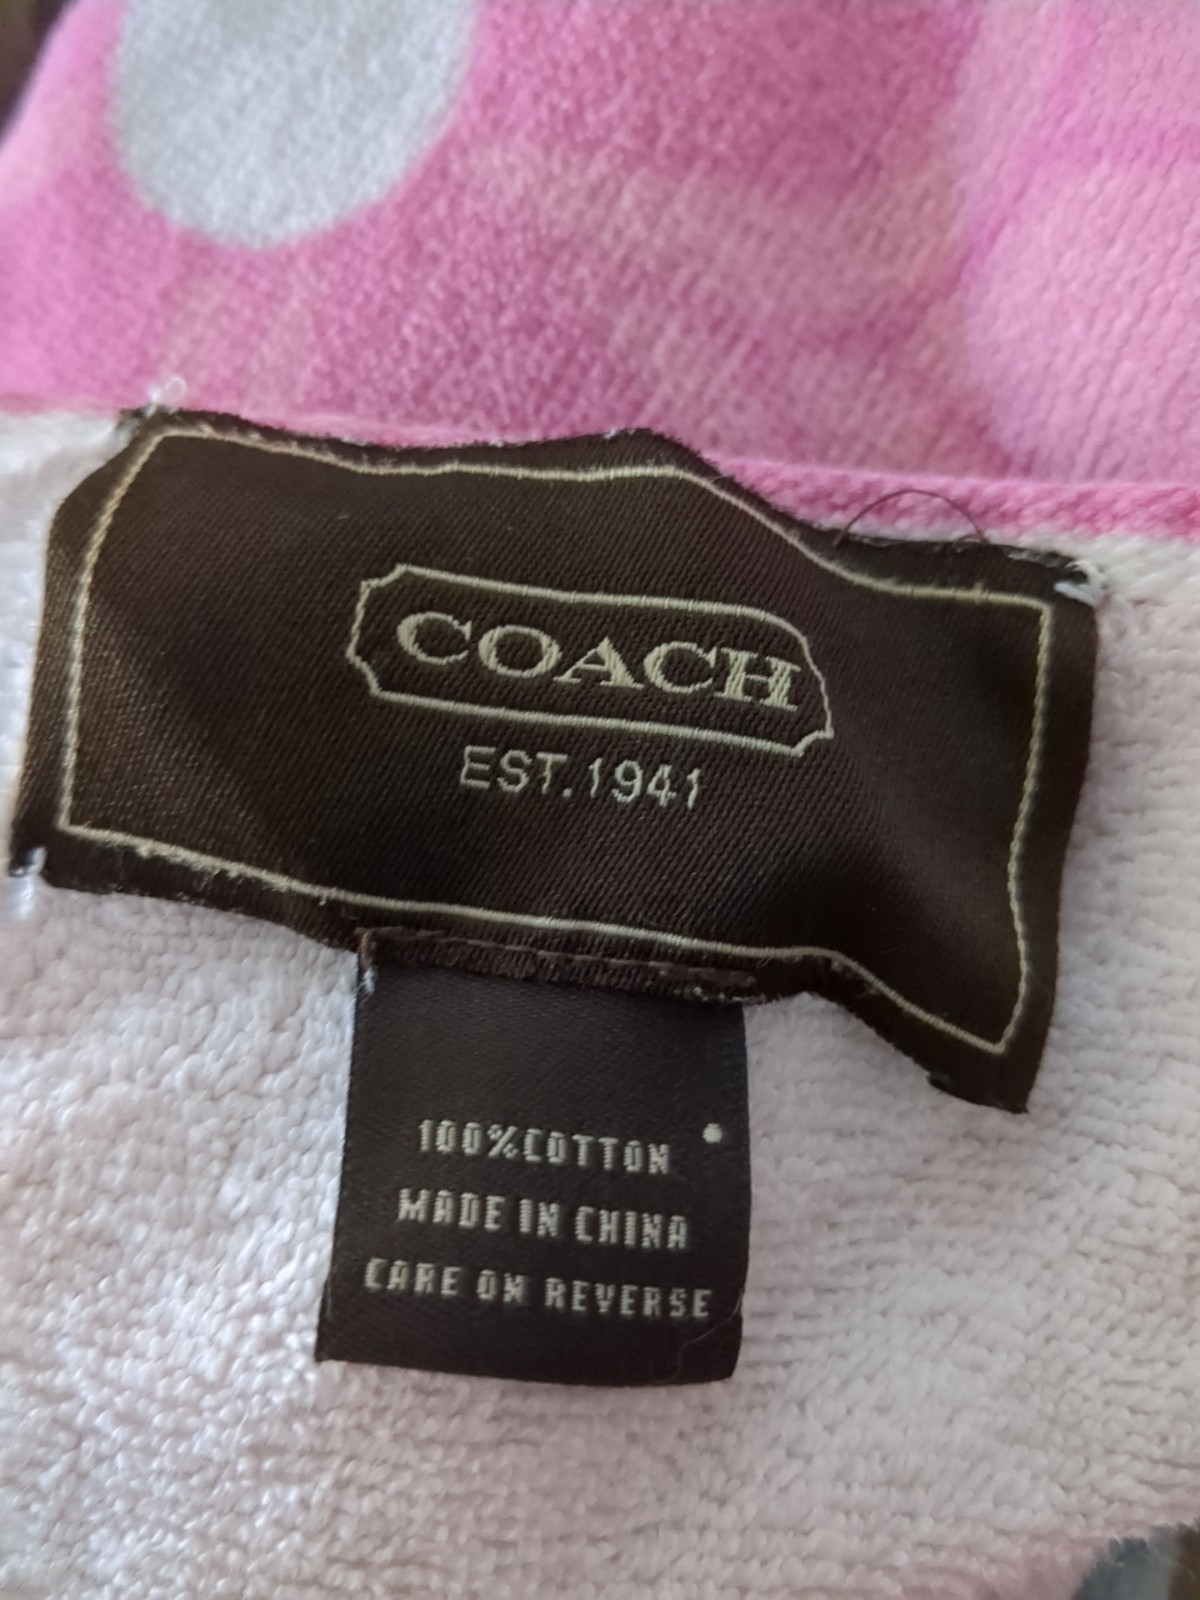 COACH
EST.1941
100%COTTON
MADE IN CHINA
CARE ON REVERSE